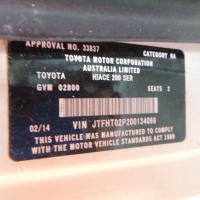 APPROVAL NO. 33837 CATEGORY NA
TOYOTA MOTOR CORPORATION
AUSTRALIA LIMITED
TOYOTA HIACE 200 SER
GVM 02800 SEATS 2
02/14 VIN JTFHT02P200134066
THIS VEHICLE WAS MANUFACTURED TO COMPLY
WITH THE MOTOR VEHICLE STANDARDS ACT 1989